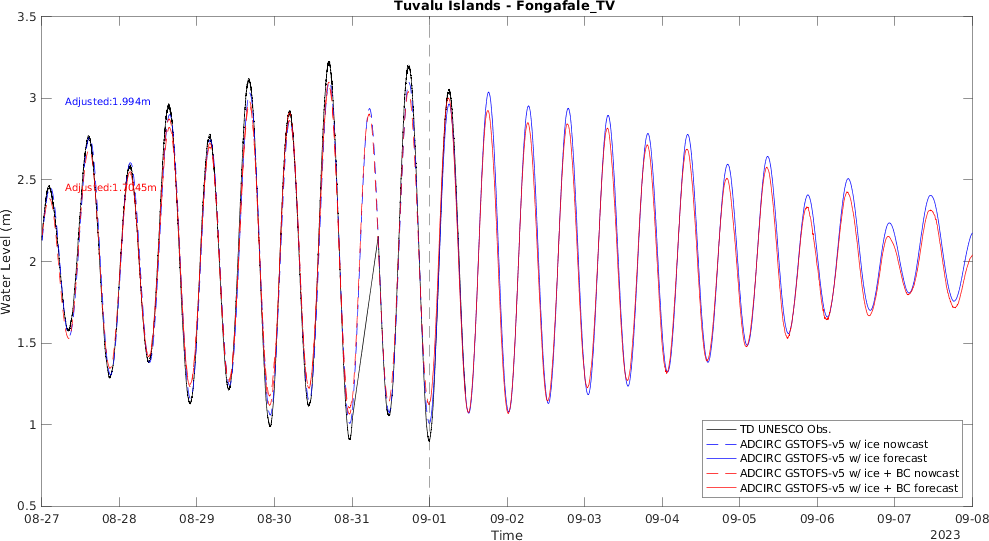 Tuvalu Islands - Fongafale_TV
3.5
3
2.5
2
1.5
1
0.5
Water Level (m)
Adjusted:1.994m
Adjusted:1.7045m
TD UNESCO Obs.
ADCIRC GSTOFS-v5 w/ ice nowcast
ADCIRC GSTOFS-v5 w/ ice forecast
ADCIRC GSTOFS-v5 w/ ice + BC nowcast
ADCIRC GSTOFS-v5 w/ ice + BC forecast
08-27 08-28 08-29 08-30 08-31 09-01 09-02 09-03 09-04 09-05 09-06 09-07 09-08
Time
2023